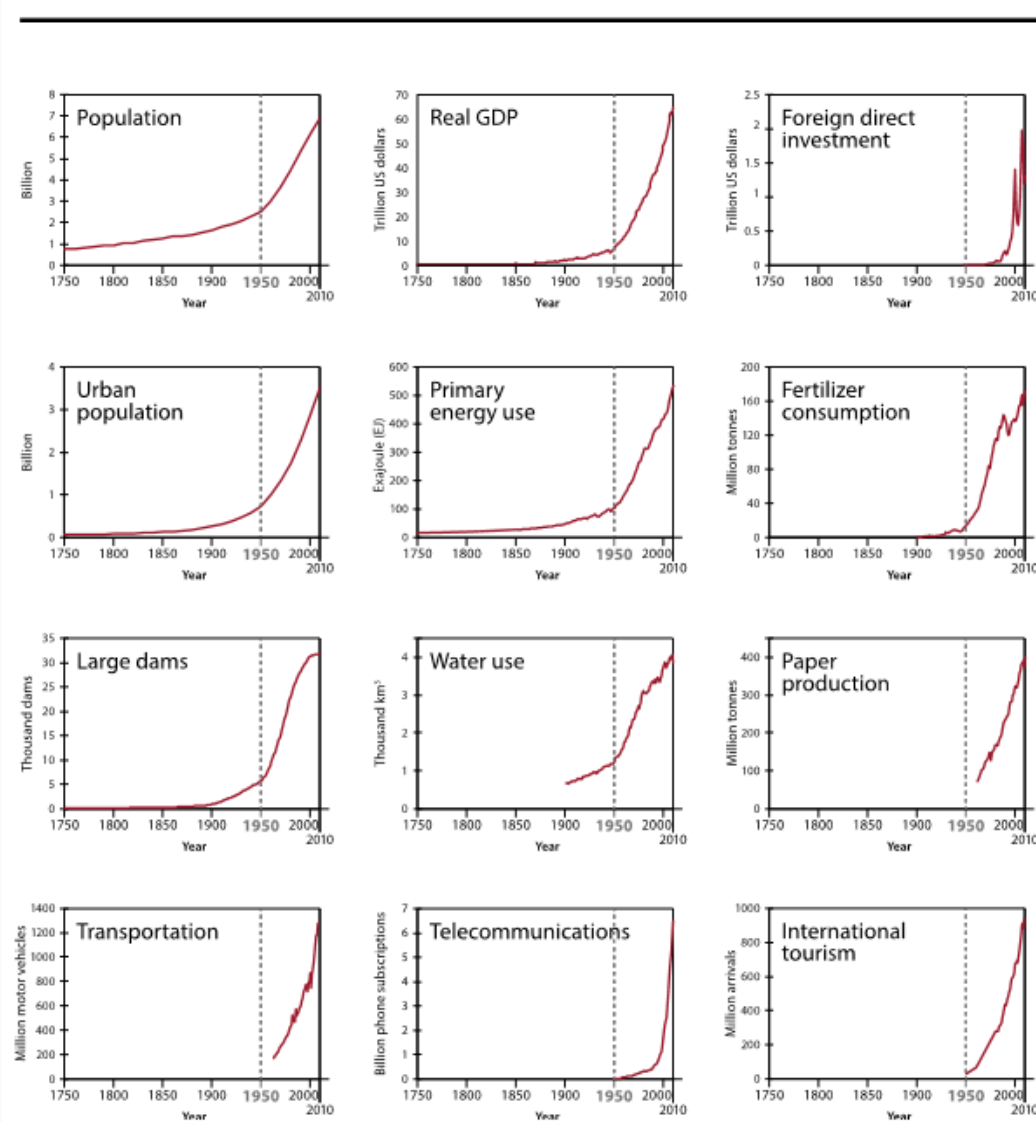 Population
Billion
8
7
6
5
4
3
2
1
0
1750 1800 1850 1900 1950 2000 2010
Year
Real GDP
Trillion US dollars
70
60
50
40
30
20
10
0
1750 1800 1850 1900 1950 2000 2010
Year
Foreign direct
investment
Trillion US dollars
2.5
2
1.5
1
0.5
0
1750 1800 1850 1900 1950 2000 2010
Year
Urban
population
Billion
4
3
2
1
0
1750 1800 1850 1900 1950 2000 2010
Year
Primary
energy use
Exajoule (EJ)
600
500
400
300
200
100
0
1750 1800 1850 1900 1950 2000 2010
Year
Fertilizer
consumption
Million tonnes
200
160
120
80
40
0
1750 1800 1850 1900 1950 2000 2010
Year
Large dams
Thousand dams
35
30
25
20
15
10
5
0
1750 1800 1850 1900 1950 2000 2010
Year
Water use
Thousand km³
4
3
2
1
0
1750 1800 1850 1900 1950 2000 2010
Year
Paper
production
Million tonnes
400
300
200
100
0
1750 1800 1850 1900 1950 2000 2010
Year
Transportation
Million motor vehicles
1400
1200
1000
800
600
400
200
0
1750 1800 1850 1900 1950 2000 2010
Year
Telecommunications
Billion phone subscriptions
7
6
5
4
3
2
1
0
1750 1800 1850 1900 1950 2000 2010
Year
International
tourism
Million arrivals
1000
800
600
400
200
0
1750 1800 1850 1900 1950 2000 2010
Year